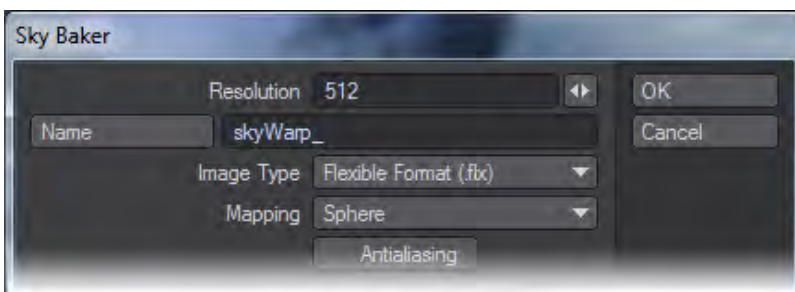 Sky Baker
Resolution 512 OK
Name skyWarp_ Cancel
Image Type Flexible Format (.flx)
Mapping Sphere
Antialiasing